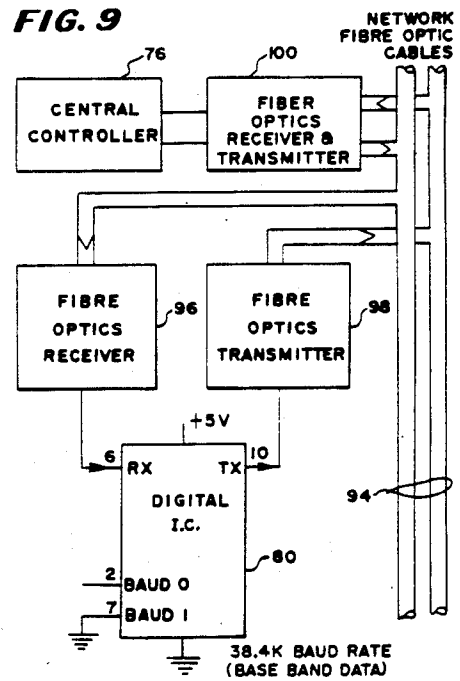 FIG. 9
NETWORK
FIBRE OPTIC
CABLES
76
100
CENTRAL
CONTROLLER
FIBER
OPTICS
RECEIVER &
TRANSMITTER
FIBRE
OPTICS
RECEIVER
96
FIBRE
OPTICS
TRANSMITTER
98
+5V
6
RX
TX
10
DIGITAL
I.C.
94
80
2
BAUD 0
7
BAUD 1
38.4K BAUD RATE
(BASE BAND DATA)